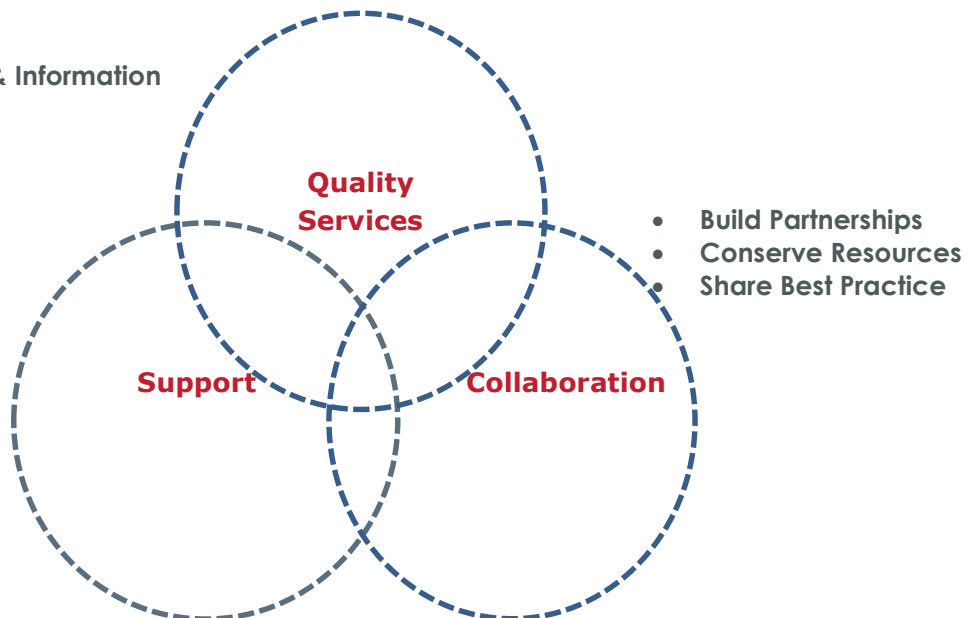 & Information
Quality
Services
• Build Partnerships
• Conserve Resources
• Share Best Practice
Support
Collaboration